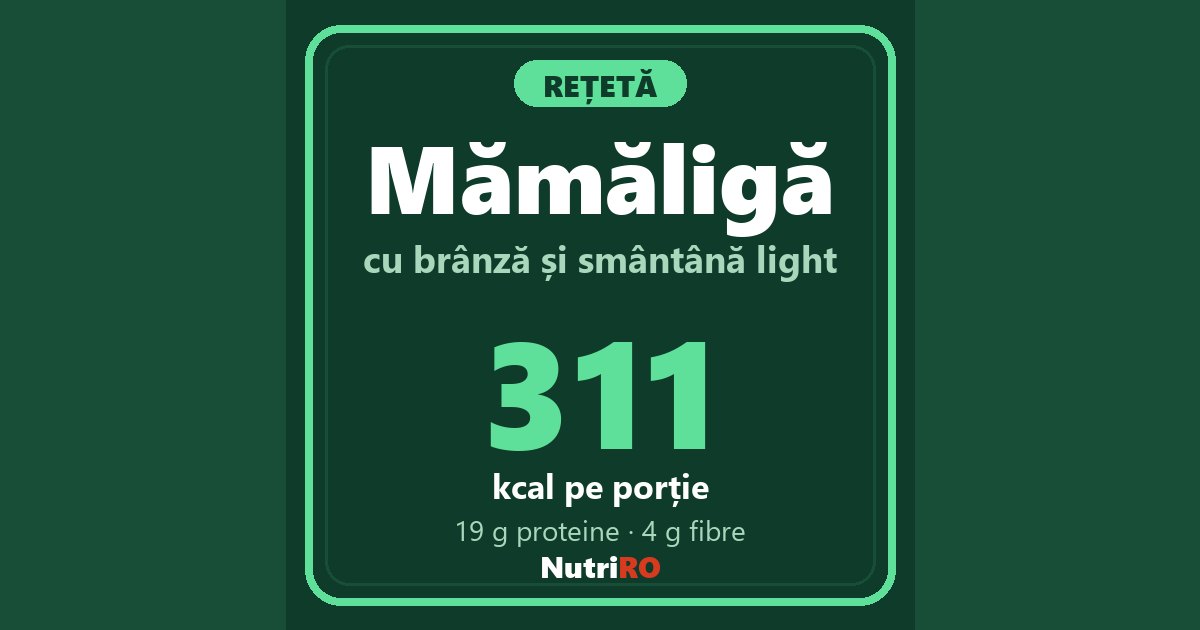 REȚETĂ
Mămăligă
cu brânză și smântână light
311
kcal pe porție
19 g proteine · 4 g fibre
NutriRO